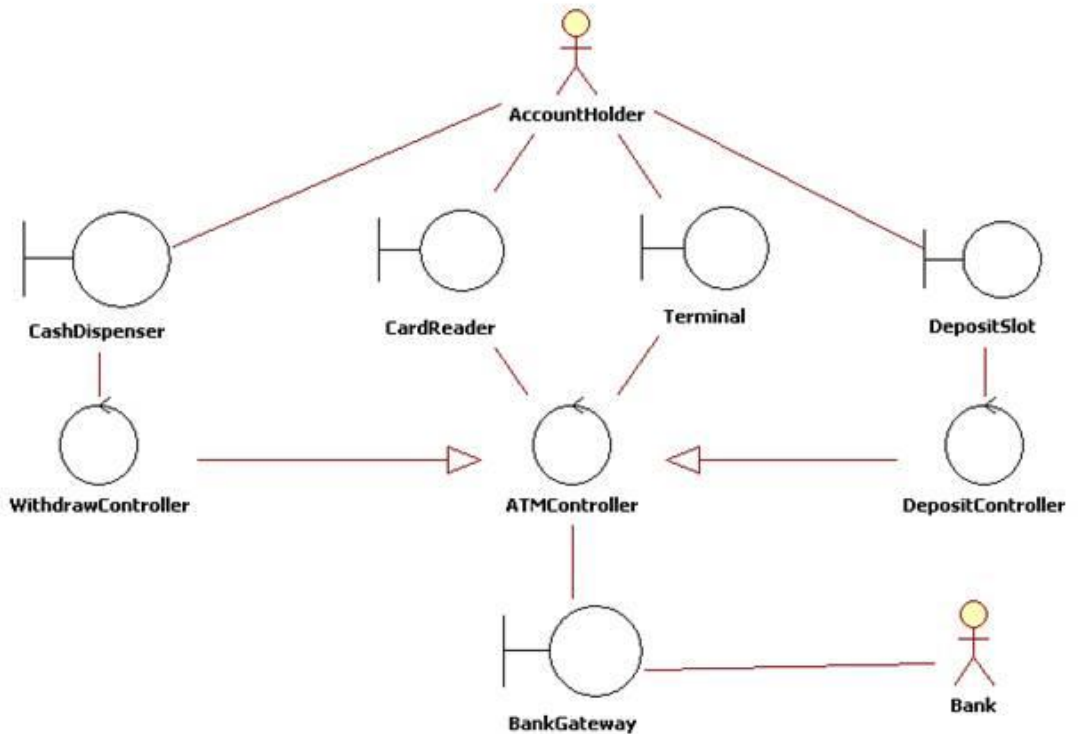 AccountHolder
CashDispenser
CardReader
Terminal
DepositSlot
WithdrawController
ATMController
DepositController
BankGateway
Bank